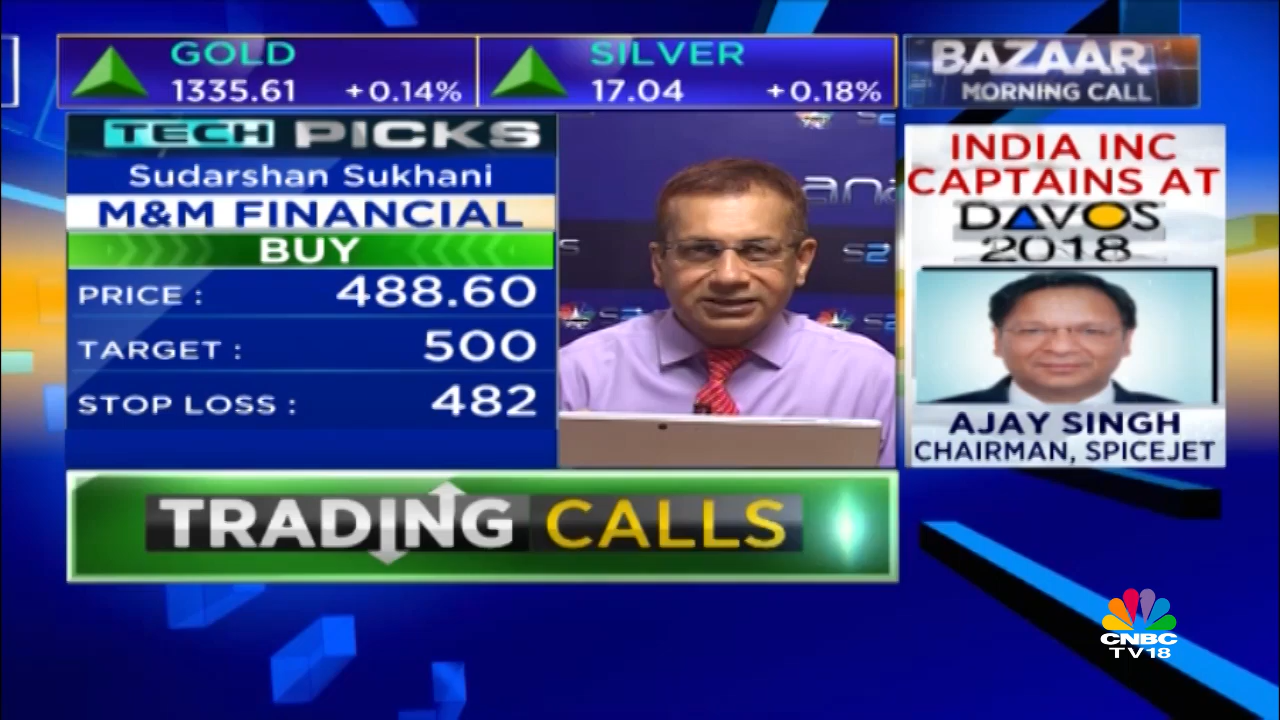 GOLD
1335.61 +0.14%
SILVER
17.04 +0.18%
BAZAAR
MORNING CALL
TECH PICKS
Sudarshan Sukhani
M&M FINANCIAL
BUY
PRICE : 488.60
TARGET : 500
STOP LOSS : 482
INDIA INC
CAPTAINS AT
DAVOS
2018
AJAY SINGH
CHAIRMAN, SPICEJET
TRADING CALLS
CNBC
TV18